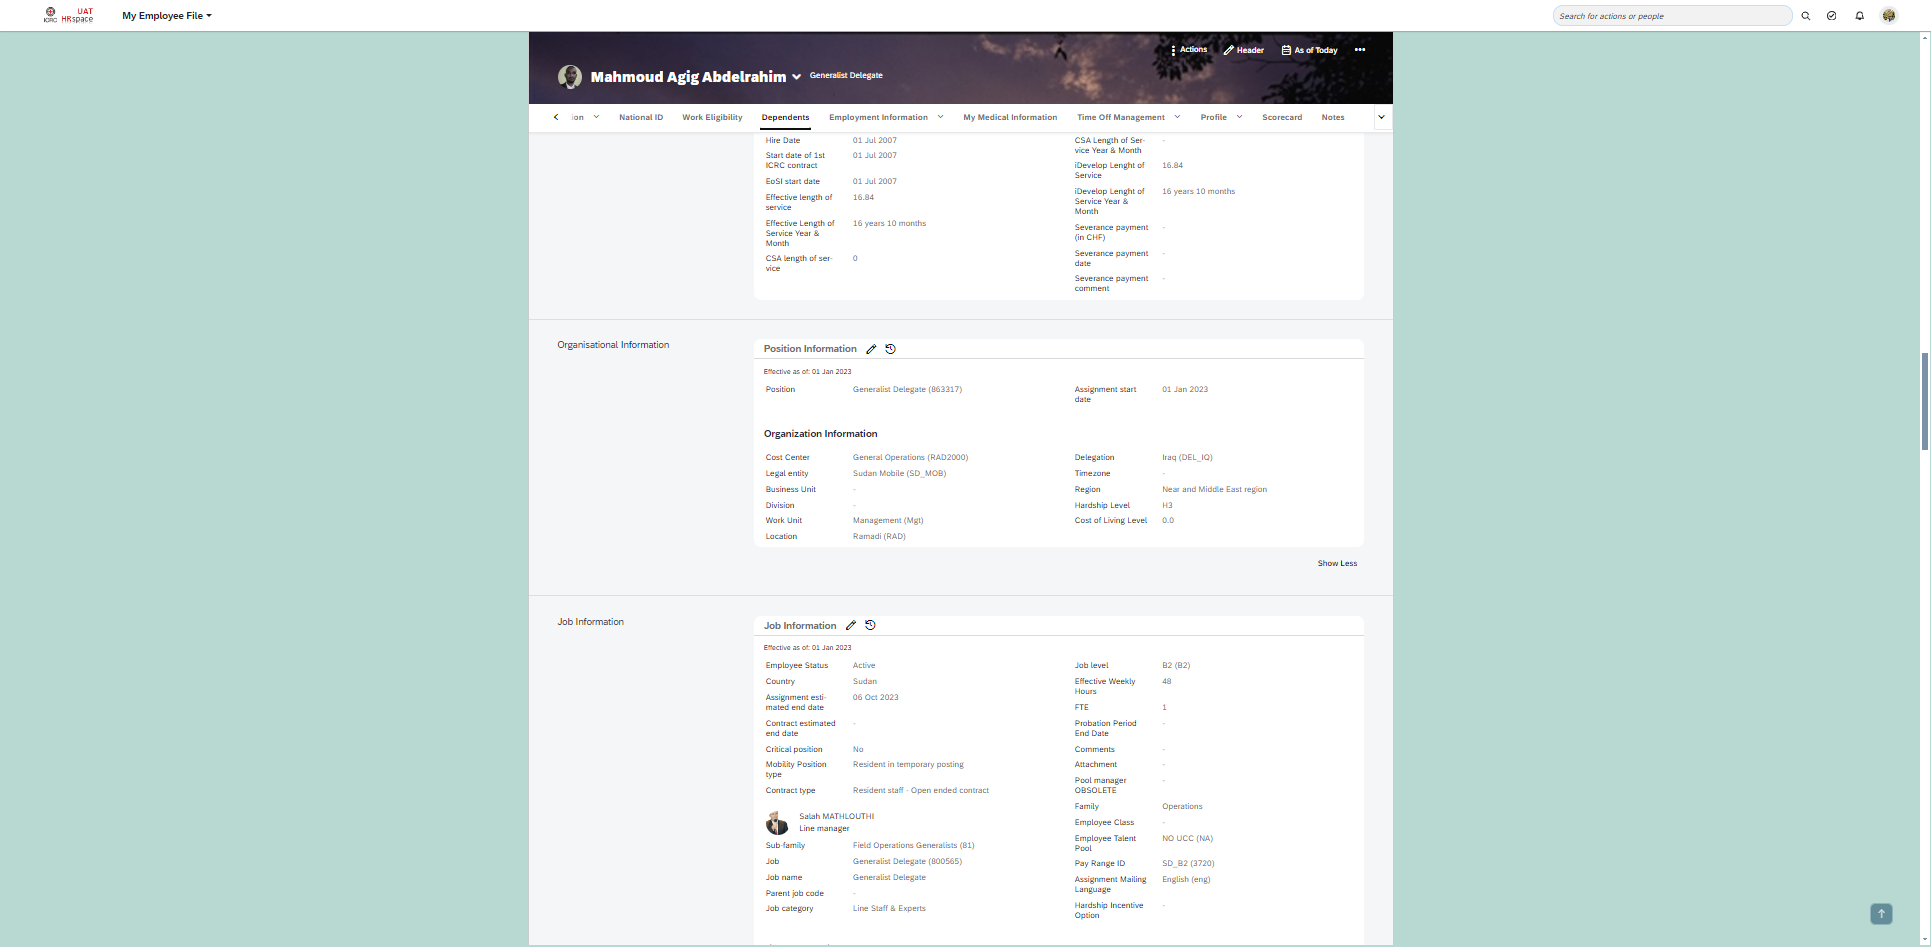 ICRC
UAT
HRspace
My Employee File
Search for actions or people
Actions
Header
As of Today
Mahmoud Agig Abdelrahim
Generalist Delegate
ion
National ID
Work Eligibility
Dependents
Employment Information
My Medical Information
Time Off Management
Profile
Scorecard
Notes
Hire Date
01 Jul 2007
Start date of 1st
ICRC contract
01 Jul 2007
EoSI start date
01 Jul 2007
Effective length of
service
16.84
Effective Length of
Service Year &
Month
16 years 10 months
CSA length of ser-
vice
0
CSA Length of Ser-
vice Year & Month
-
iDevelop Lenght of
Service
16.84
iDevelop Lenght of
Service Year &
Month
16 years 10 months
Severance payment
(in CHF)
-
Severance payment
date
-
Severance payment
comment
-
Organisational Information
Position Information
Effective as of: 01 Jan 2023
Position
Generalist Delegate (863317)
Assignment start
date
01 Jan 2023
Organization Information
Cost Center
General Operations (RAD2000)
Legal entity
Sudan Mobile (SD_MOB)
Business Unit
-
Division
-
Work Unit
Management (Mgt)
Location
Ramadi (RAD)
Delegation
Iraq (DEL_IQ)
Timezone
-
Region
Near and Middle East region
Hardship Level
H3
Cost of Living Level
0.0
Show Less
Job Information
Job Information
Effective as of: 01 Jan 2023
Employee Status
Active
Country
Sudan
Assignment esti-
mated end date
06 Oct 2023
Contract estimated
end date
-
Critical position
No
Mobility Position
type
Resident in temporary posting
Contract type
Resident staff - Open ended contract
Salah MATHLOUTHI
Line manager
Sub-family
Field Operations Generalists (81)
Job
Generalist Delegate (800565)
Job name
Generalist Delegate
Parent job code
-
Job category
Line Staff & Experts
Job level
B2 (B2)
Effective Weekly
Hours
48
FTE
1
Probation Period
End Date
-
Comments
-
Attachment
-
Pool manager
OBSOLETE
-
Family
Operations
Employee Class
-
Employee Talent
Pool
NO UCC (NA)
Pay Range ID
SD_B2 (3720)
Assignment Mailing
Language
English (eng)
Hardship Incentive
Option
-